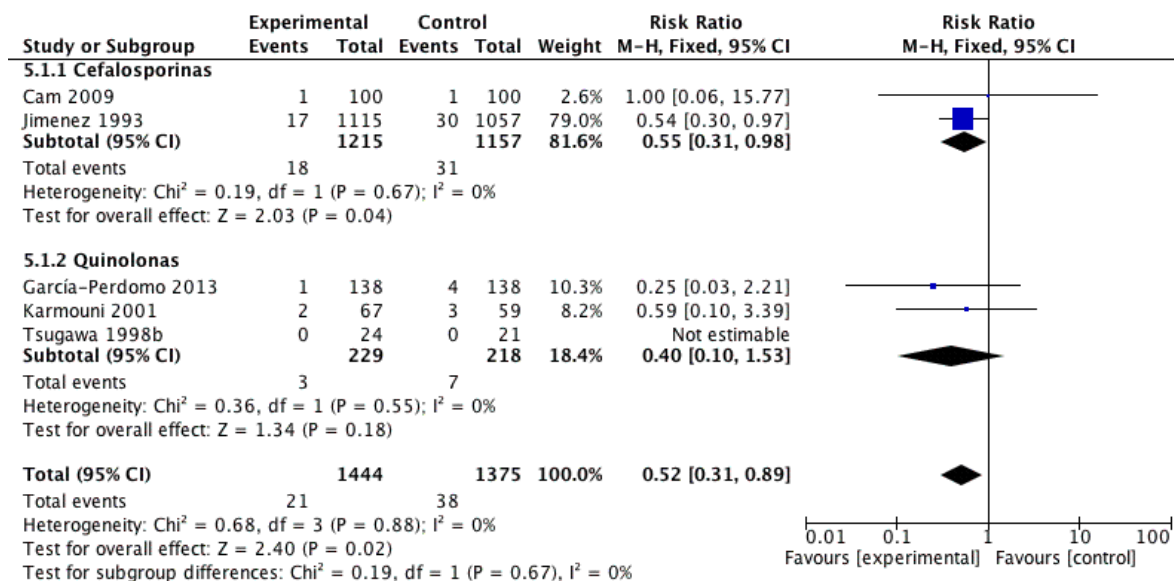 Experimental Control Risk Ratio Risk Ratio
Study or Subgroup Events Total Events Total Weight M-H, Fixed, 95% CI M-H, Fixed, 95% CI
5.1.1 Cefalosporinas
Cam 2009 1 100 1 100 2.6% 1.00 [0.06, 15.77]
Jimenez 1993 17 1115 30 1057 79.0% 0.54 [0.30, 0.97]
Subtotal (95% CI) 1215 1157 81.6% 0.55 [0.31, 0.98]
Total events 18 31
Heterogeneity: Chi² = 0.19, df = 1 (P = 0.67); I² = 0%
Test for overall effect: Z = 2.03 (P = 0.04)
5.1.2 Quinolonas
García-Perdomo 2013 1 138 4 138 10.3% 0.25 [0.03, 2.21]
Karmouni 2001 2 67 3 59 8.2% 0.59 [0.10, 3.39]
Tsugawa 1998b 0 24 0 21 Not estimable
Subtotal (95% CI) 229 218 18.4% 0.40 [0.10, 1.53]
Total events 3 7
Heterogeneity: Chi² = 0.36, df = 1 (P = 0.55); I² = 0%
Test for overall effect: Z = 1.34 (P = 0.18)
Total (95% CI) 1444 1375 100.0% 0.52 [0.31, 0.89]
Total events 21 38
Heterogeneity: Chi² = 0.68, df = 3 (P = 0.88); I² = 0%
Test for overall effect: Z = 2.40 (P = 0.02)
Test for subgroup differences: Chi² = 0.19, df = 1 (P = 0.67), I² = 0%
0.01 0.1 1 10 100
Favours [experimental] Favours [control]